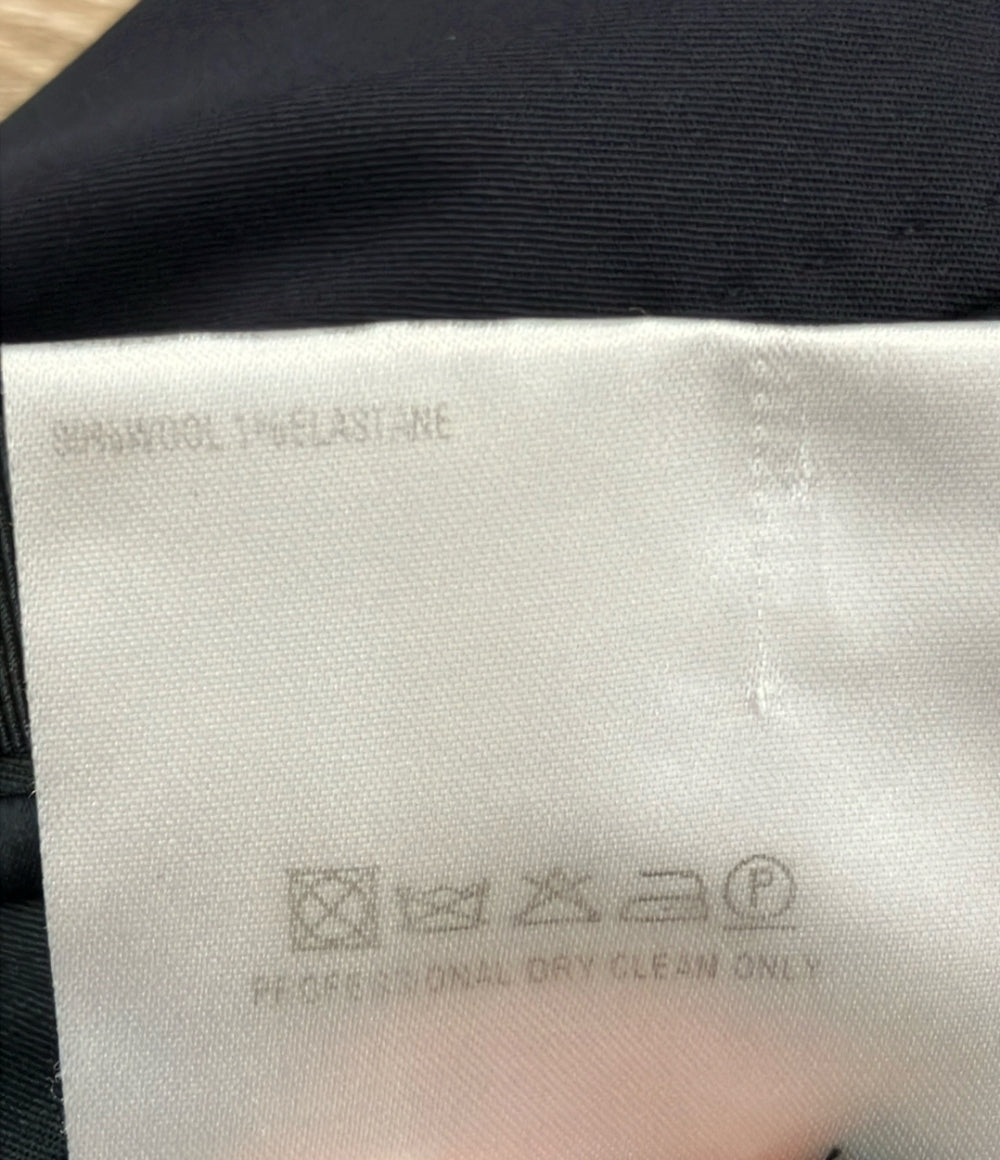 WOOL 1% ELASTANE
P
PROFESSIONAL DRY CLEAN ONLY